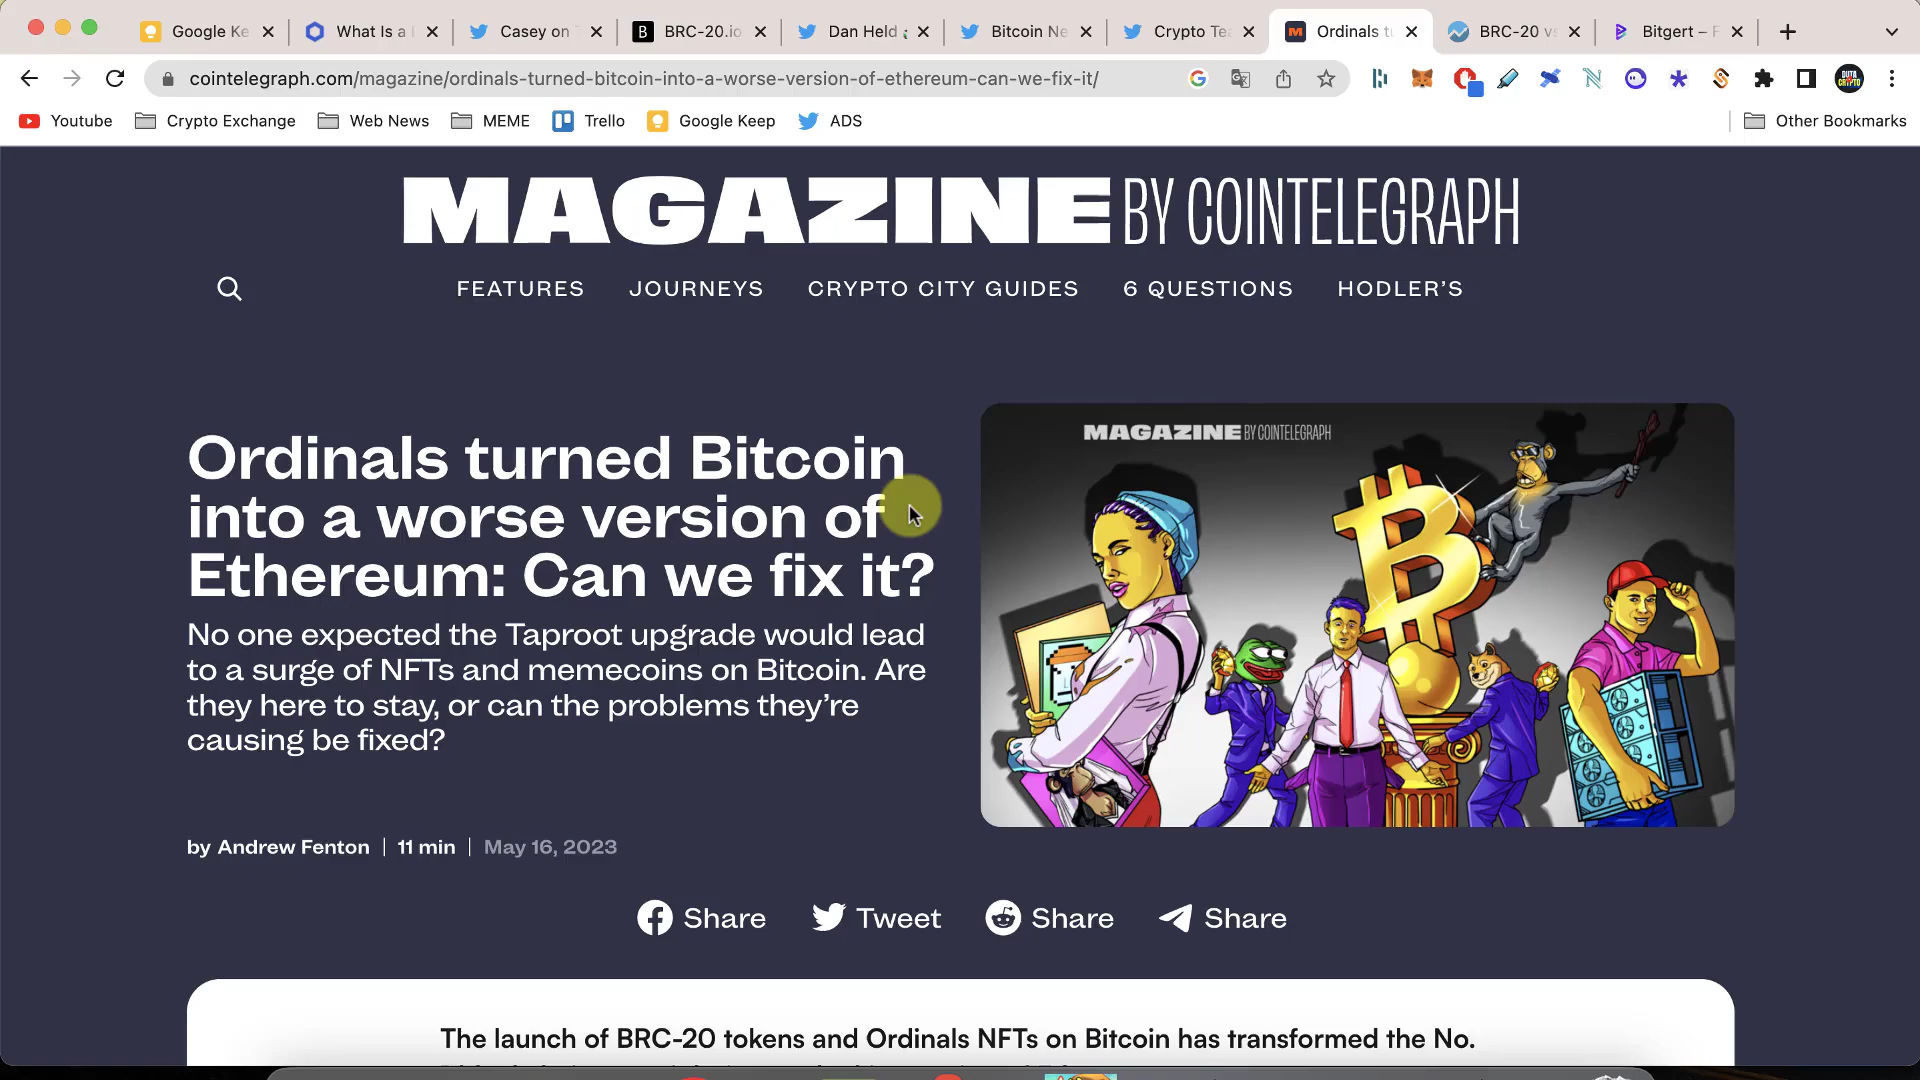 Google Ke
What Is a
Casey on
BRC-20.io
Dan Held
Bitcoin Ne
Crypto Te
Ordinals tu
BRC-20 vs
Bitgert –
cointelegraph.com/magazine/ordinals-turned-bitcoin-into-a-worse-version-of-ethereum-can-we-fix-it/
Youtube
Crypto Exchange
Web News
MEME
Trello
Google Keep
ADS
Other Bookmarks
MAGAZINE BY COINTELEGRAPH
FEATURES JOURNEYS CRYPTO CITY GUIDES 6 QUESTIONS HODLER’S
Ordinals turned Bitcoin
into a worse version of
Ethereum: Can we fix it?
No one expected the Taproot upgrade would lead
to a surge of NFTs and memecoins on Bitcoin. Are
they here to stay, or can the problems they’re
causing be fixed?
by Andrew Fenton | 11 min | May 16, 2023
MAGAZINE BY COINTELEGRAPH
Share Tweet Share Share
The launch of BRC-20 tokens and Ordinals NFTs on Bitcoin has transformed the No.